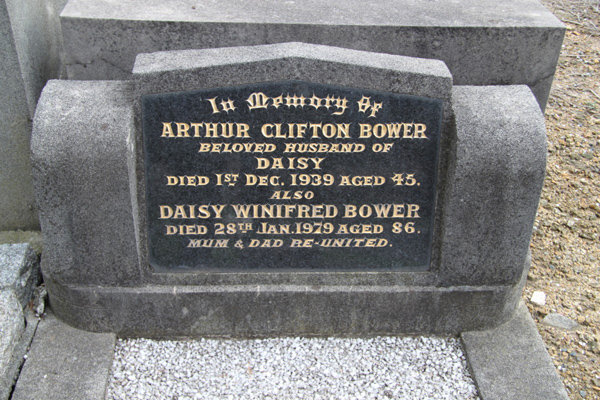 In Memory Of
ARTHUR CLIFTON BOWER
BELOVED HUSBAND OF
DAISY
DIED 1ST DEC. 1939 AGED 45.
ALSO
DAISY WINIFRED BOWER
DIED 28TH JAN. 1979 AGED 86.
MUM & DAD RE-UNITED.